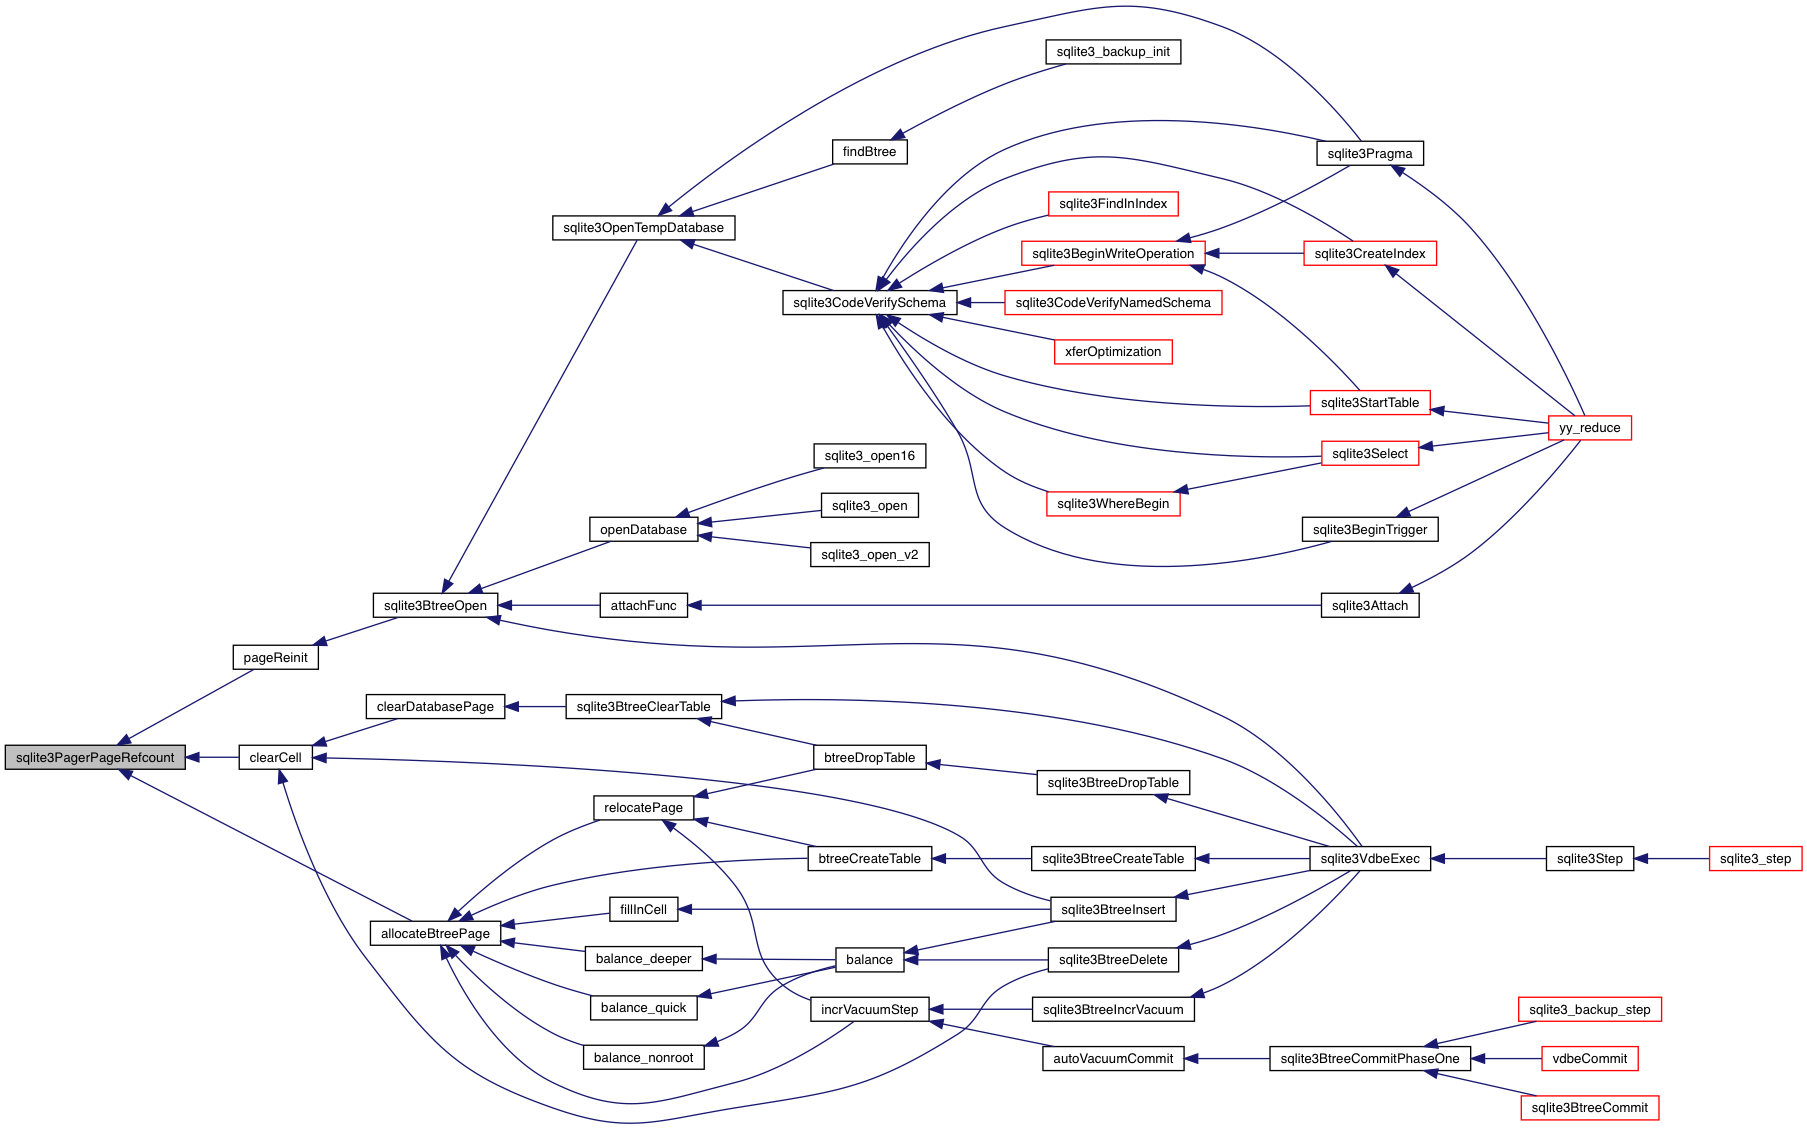 sqlite3_backup_init
findBtree
sqlite3Pragma
sqlite3FindInIndex
sqlite3OpenTempDatabase
sqlite3BeginWriteOperation
sqlite3CreateIndex
sqlite3CodeVerifySchema
sqlite3CodeVerifyNamedSchema
xferOptimization
sqlite3StartTable
yy_reduce
sqlite3_open16
sqlite3Select
sqlite3_open
sqlite3WhereBegin
openDatabase
sqlite3BeginTrigger
sqlite3_open_v2
sqlite3BtreeOpen
attachFunc
sqlite3Attach
pageReinit
clearDatabasePage
sqlite3BtreeClearTable
sqlite3PagerPageRefcount
clearCell
btreeDropTable
sqlite3BtreeDropTable
relocatePage
btreeCreateTable
sqlite3BtreeCreateTable
sqlite3VdbeExec
sqlite3Step
sqlite3_step
fillInCell
sqlite3BtreeInsert
allocateBtreePage
balance_deeper
balance
sqlite3BtreeDelete
balance_quick
incrVacuumStep
sqlite3BtreeIncrVacuum
sqlite3_backup_step
balance_nonroot
autoVacuumCommit
sqlite3BtreeCommitPhaseOne
vdbeCommit
sqlite3BtreeCommit